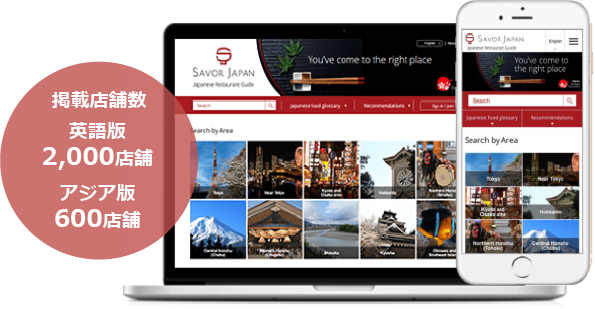 掲載店舗数
英語版
2,000店舗
アジア版
600店舗
SAVOR JAPAN
Japanese Restaurant Guide
English
You've come to the right place
Search
Japanese food glossary
Recommendations
Sign in / Join
Search by Area
Tokyo
Near Tokyo
Kyoto and
Osaka area
Hokkaido
Northern Honshu
(Tohoku)
Central Honshu
(Chubu)
Shikoku
Kyushu
Okinawa and
Southeast Island
SAVOR JAPAN
Japanese Restaurant Guide
English
You've come to the right place
Search
Japanese food glossary
Recommendations
Search by Area
Tokyo
Near Tokyo
Kyoto and
Osaka area
Hokkaido
Northern Honshu
(Tohoku)
Central Honshu
(Chubu)